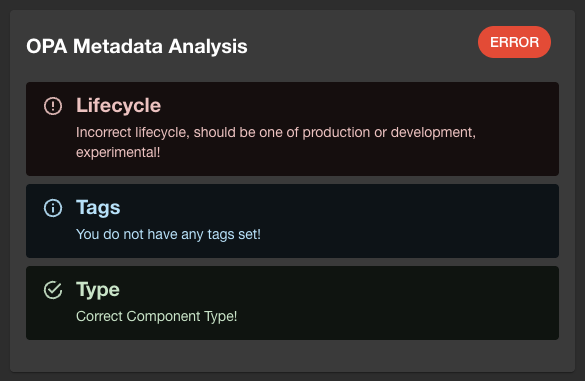 OPA Metadata Analysis
ERROR
Lifecycle
Incorrect lifecycle, should be one of production or development,
experimental!
Tags
You do not have any tags set!
Type
Correct Component Type!